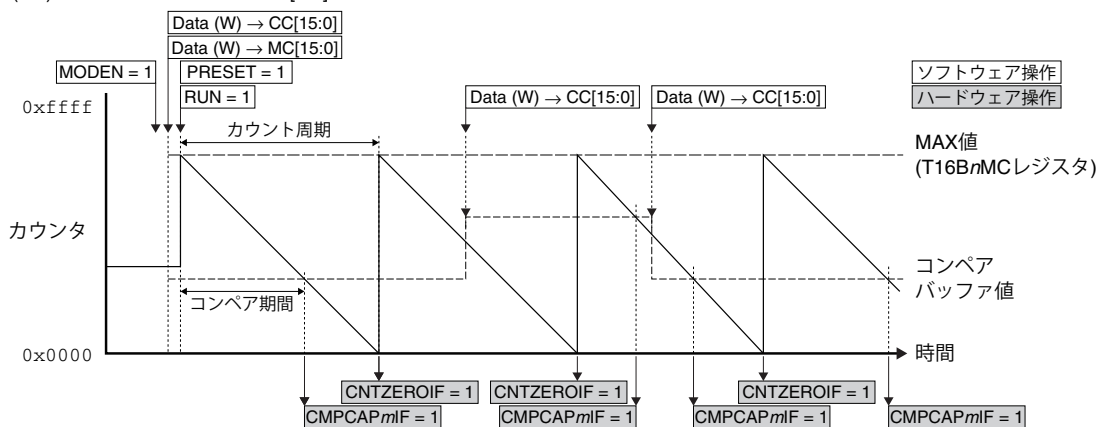 Data (W) → CC[15:0]
Data (W) → MC[15:0]
MODEN = 1
PRESET = 1
RUN = 1
Data (W) → CC[15:0]
Data (W) → CC[15:0]
ソフトウェア操作
ハードウェア操作
0xffff
カウント周期
MAX値
(T16BnMCレジスタ)
カウンタ
コンペア
バッファ値
コンペア期間
0x0000
時間
CNTZEROIF = 1
CNTZEROIF = 1
CNTZEROIF = 1
CMPCAPmIF = 1
CMPCAPmIF = 1
CMPCAPmIF = 1
CMPCAPmIF = 1